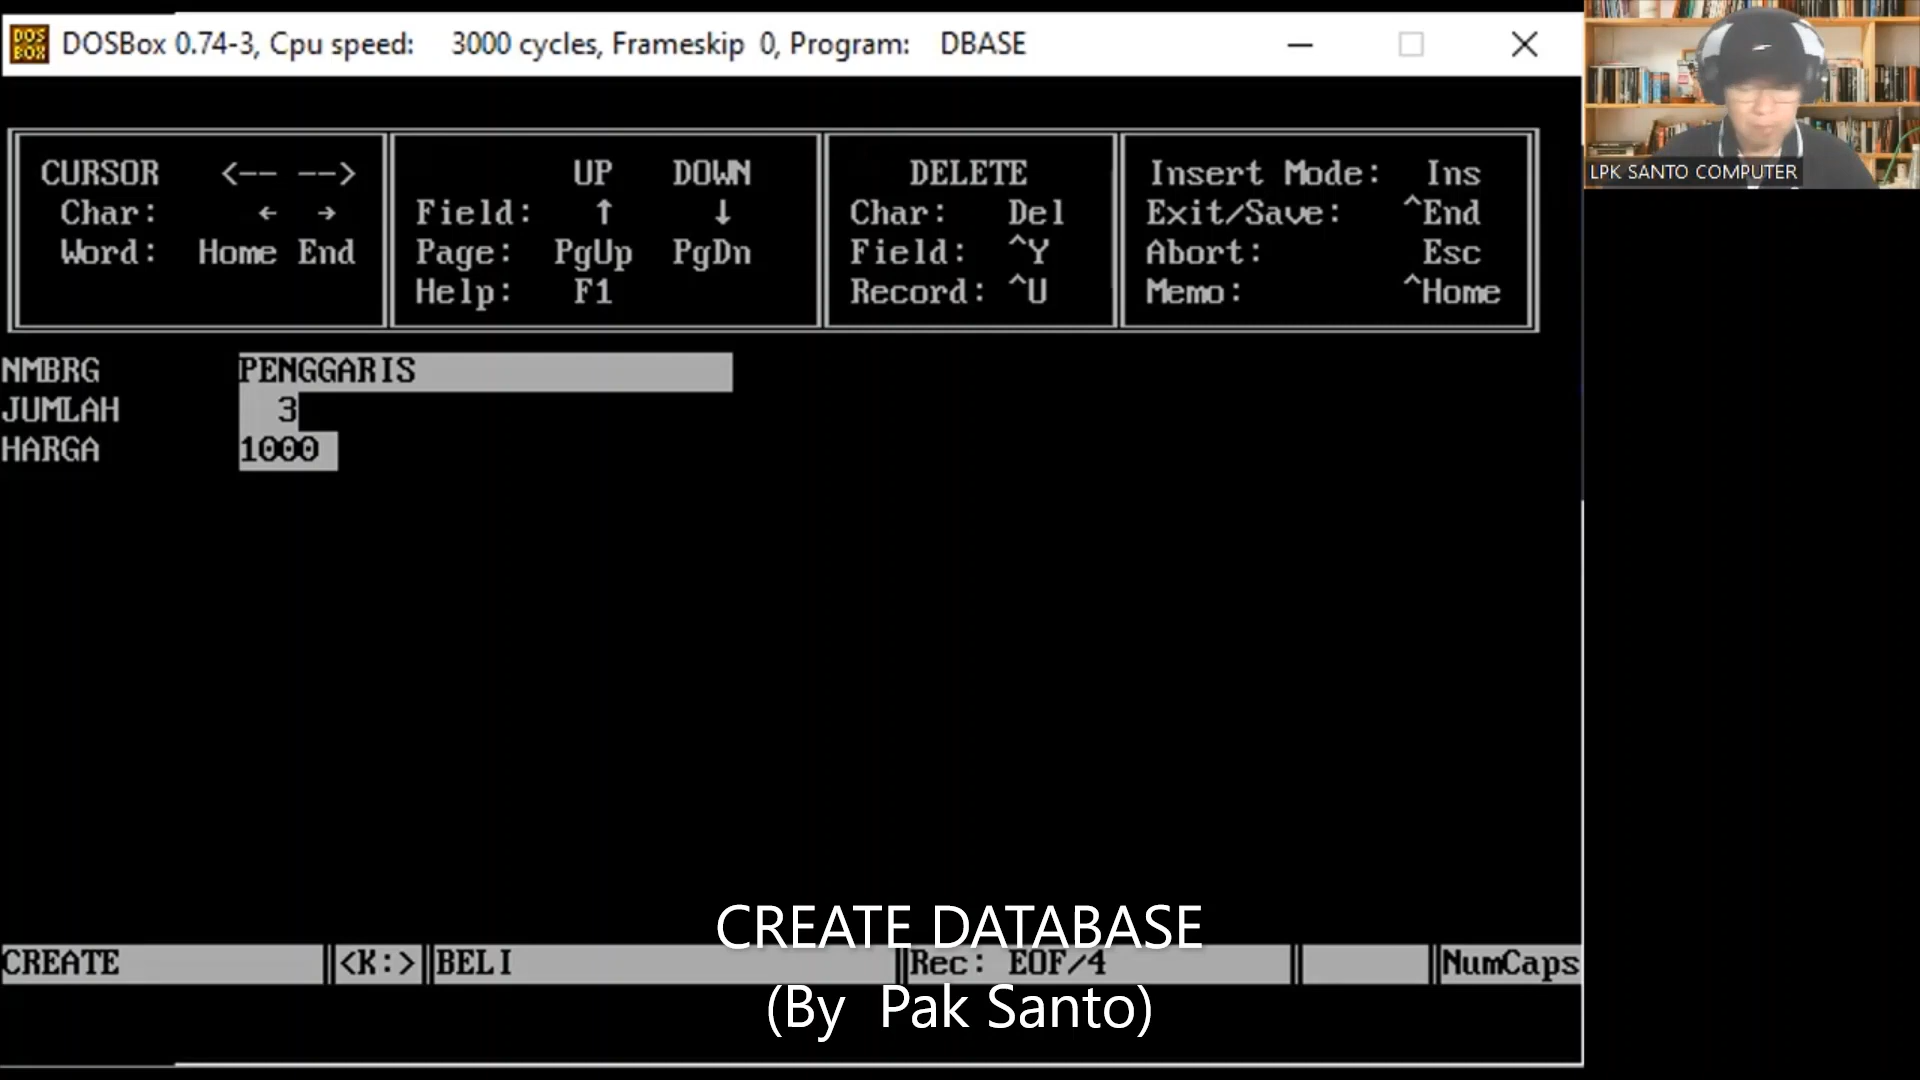 DOS BOX DOSBox 0.74-3, Cpu speed: 3000 cycles, Frameskip 0, Program: DBASE
CURSOR <-- --> UP DOWN DELETE Insert Mode: Ins
Char: ← → Field: ↑ ↓ Char: Del Exit/Save: ^End
Word: Home End Page: PgUp PgDn Field: ^Y Abort: Esc
Help: F1 Record: ^U Memo: ^Home
LPK SANTO COMPUTER
NMBRG PENGGARIS
JUMLAH 3
HARGA 1000
CREATE DATABASE
CREATE <K:> BELI Rec: EOF/4 NumCaps
(By Pak Santo)